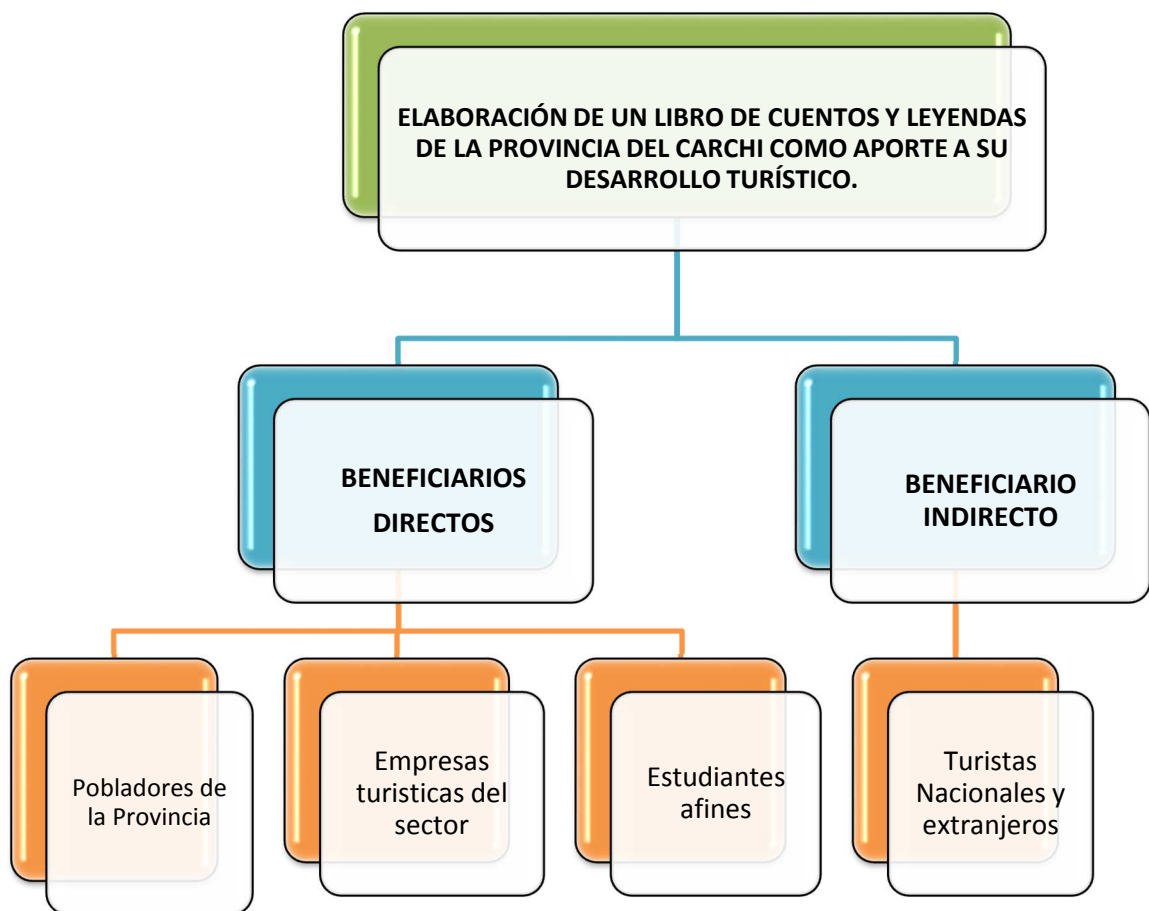 ELABORACIÓN DE UN LIBRO DE CUENTOS Y LEYENDAS
DE LA PROVINCIA DEL CARCHI COMO APORTE A SU
DESARROLLO TURÍSTICO.
BENEFICIARIOS
DIRECTOS
BENEFICIARIO
INDIRECTO
Pobladores de
la Provincia
Empresas
turisticas del
sector
Estudiantes
afines
Turistas
Nacionales y
extranjeros